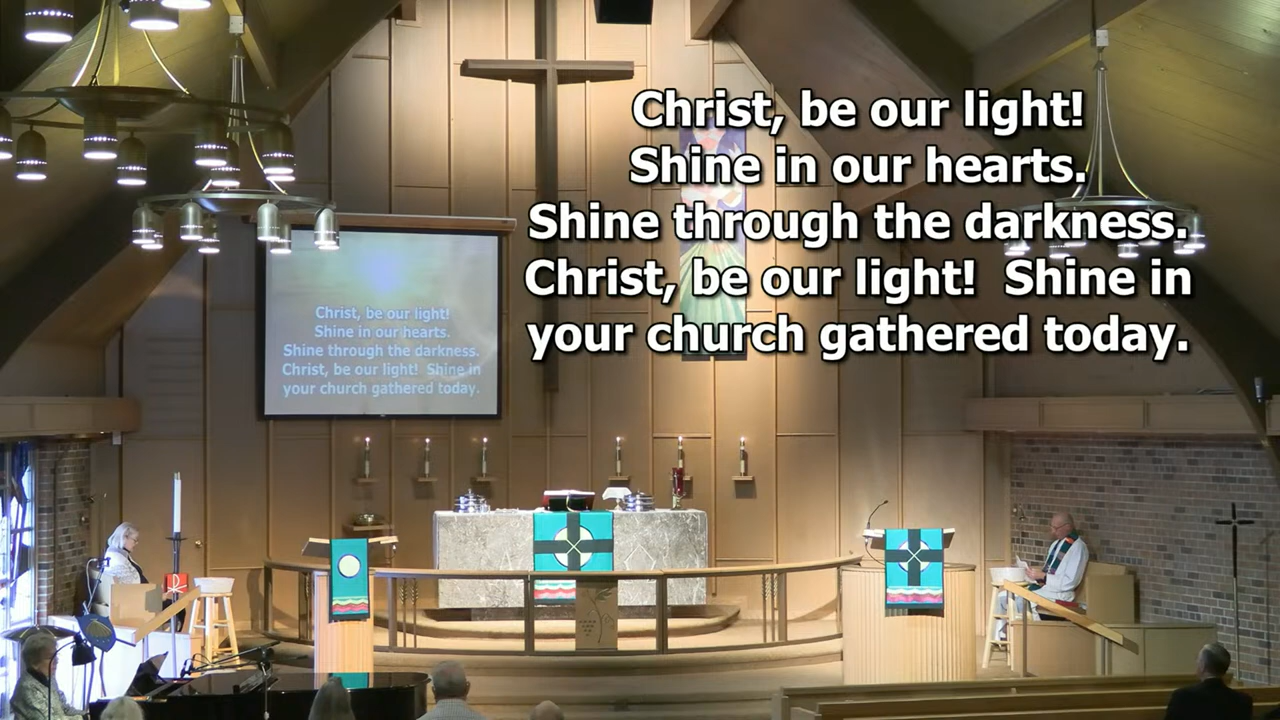 Christ, be our light!
Shine in our hearts.
Shine through the darkness.
Christ, be our light!  Shine in
your church gathered today.
Christ, be our light!
Shine in our hearts.
Shine through the darkness.
Christ, be our light!  Shine in
your church gathered today.